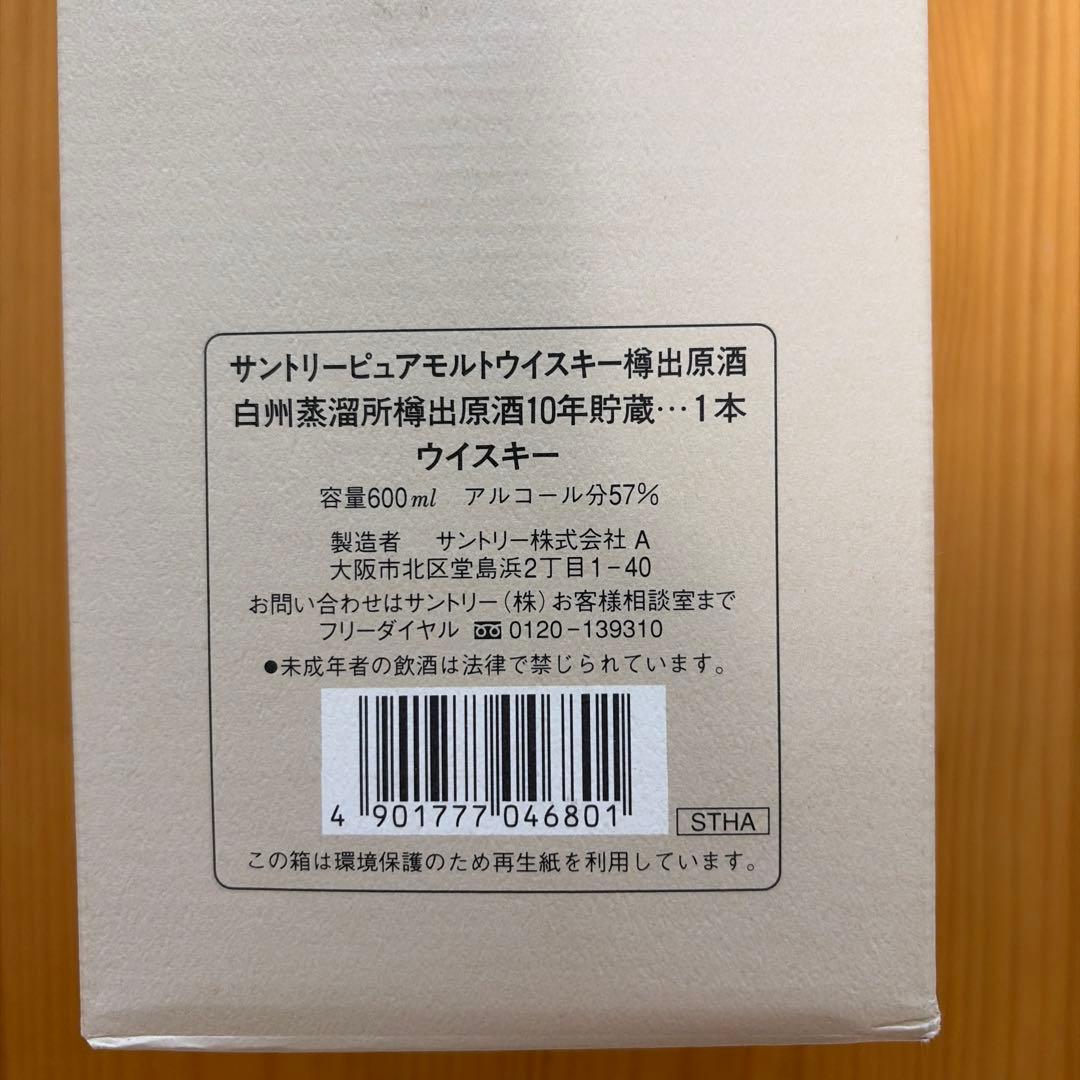 サントリーピュアモルトウイスキー樽出原酒
白州蒸溜所樽出原酒10年貯蔵…1本
ウイスキー
容量600ml アルコール分57%
製造者 サントリー株式会社 A
大阪市北区堂島浜2丁目1-40
お問い合わせはサントリー(株)お客様相談室まで
フリーダイヤル 0120-139310
●未成年者の飲酒は法律で禁じられています。
4 901777 046801
STHA
この箱は環境保護のため再生紙を利用しています。